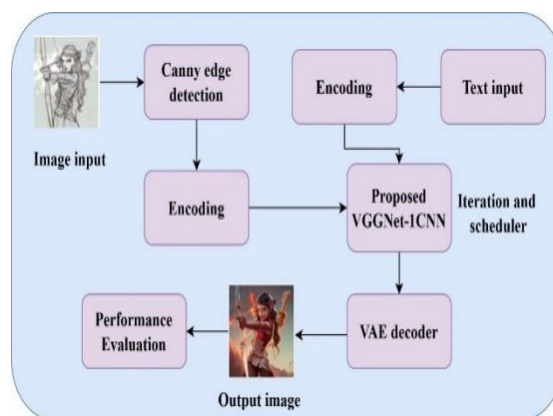 Canny edge
detection
Encoding
Text input
Image input
Encoding
Proposed
VGGNet-1CNN
Iteration and
scheduler
Performance
Evaluation
VAE decoder
Output image